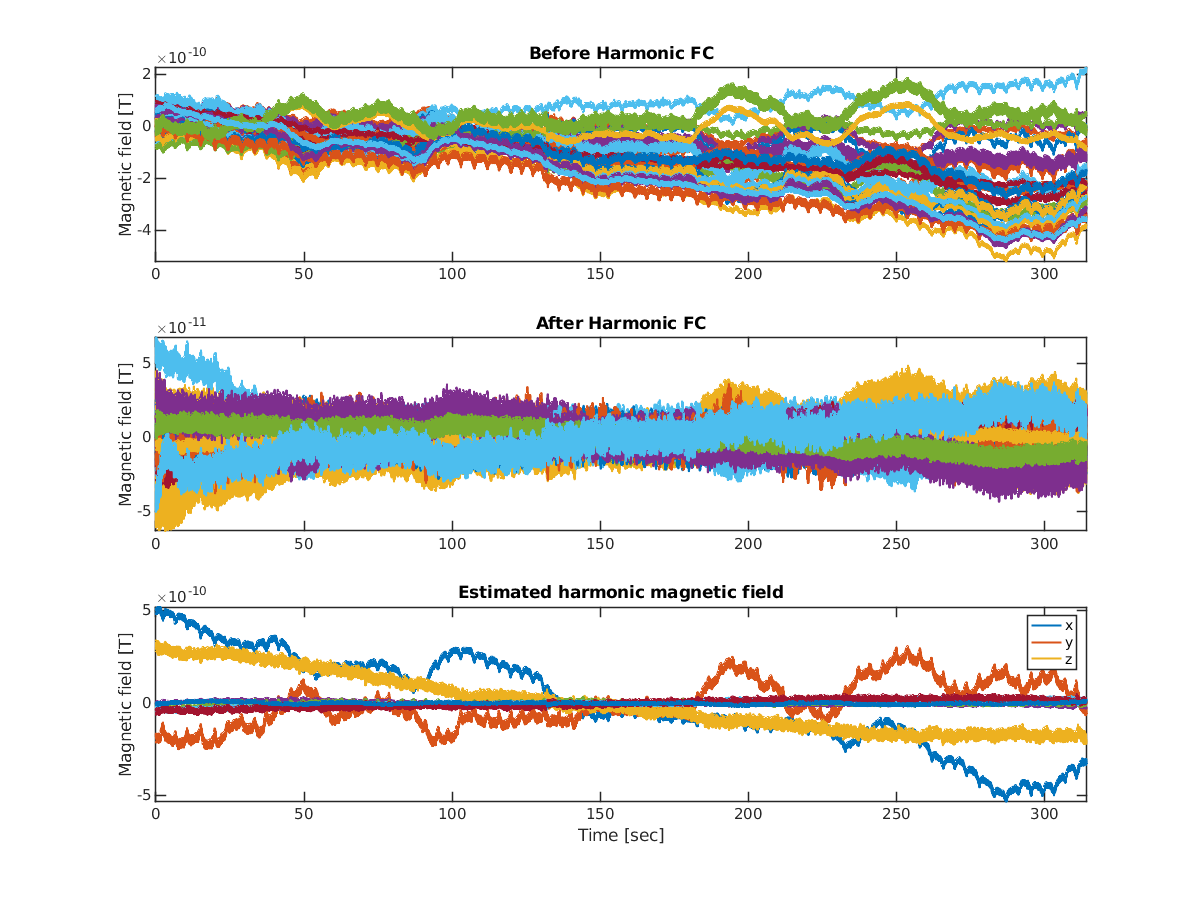 Before Harmonic FC
×10-10
Magnetic field [T]
2
0
-2
-4
0 50 100 150 200 250 300
After Harmonic FC
×10-11
Magnetic field [T]
5
0
-5
0 50 100 150 200 250 300
Estimated harmonic magnetic field
×10-10
Magnetic field [T]
5
0
-5
x
y
z
0 50 100 150 200 250 300
Time [sec]